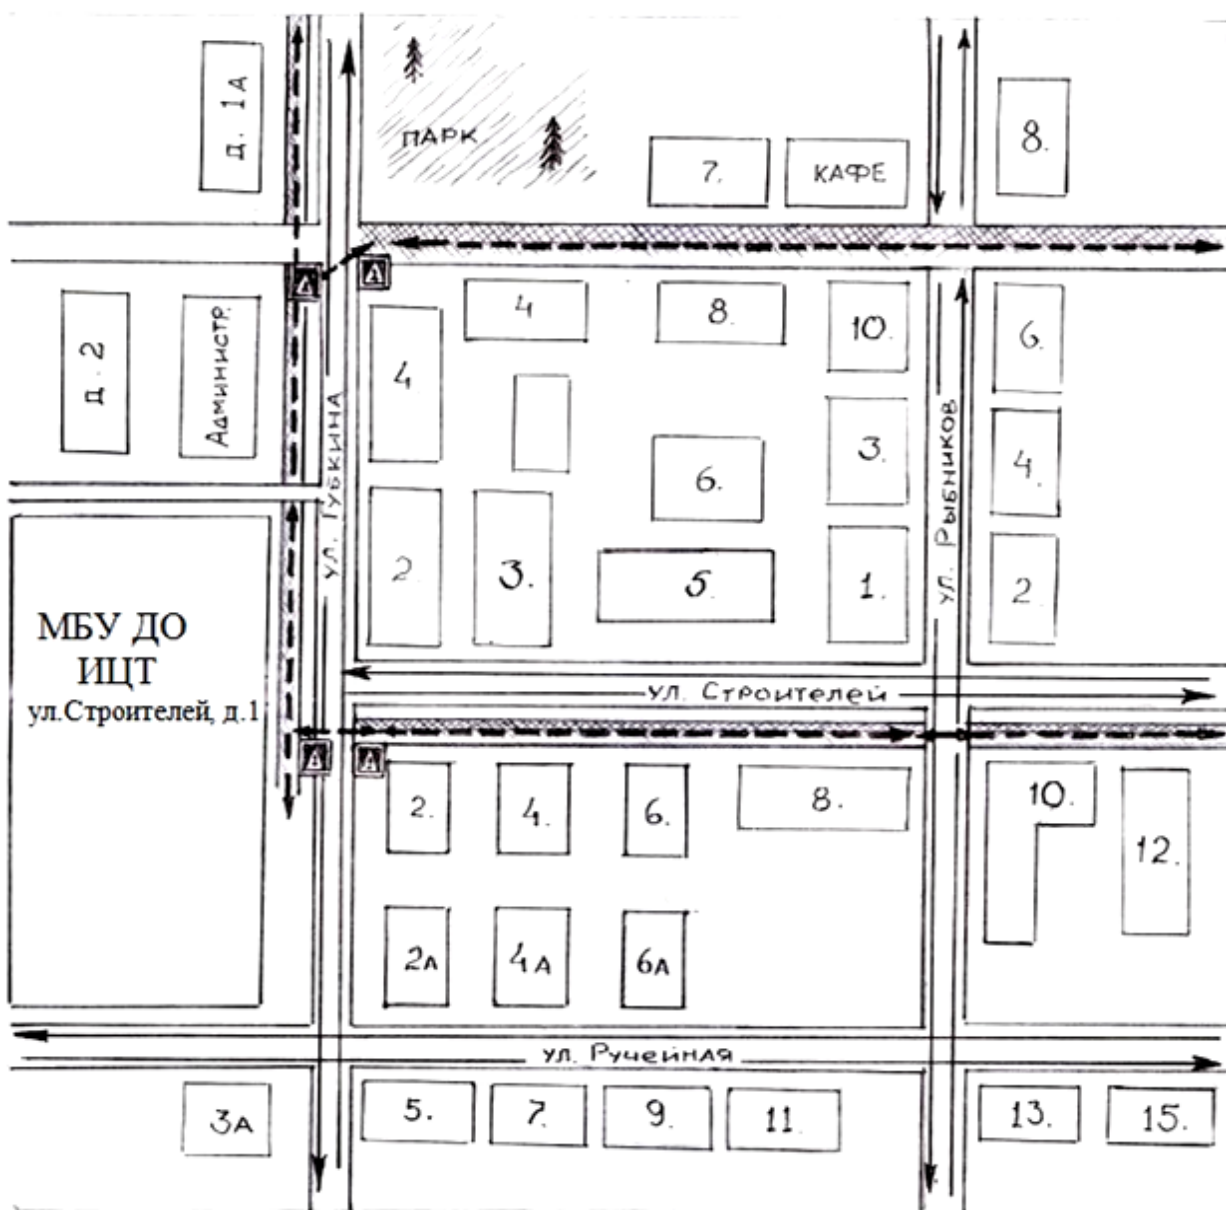 д. 1А
ПАРК
7.
КАФЕ
8.
д. 2
Администр.
ул. Губкина
4
4
8.
10.
6.
3.
6.
4.
ул. Рыбников
2.
3.
5.
1.
2.
МБУ ДО
ИЦТ
ул.Строителей, д.1
ул. Строителей
2.
4.
6.
8.
10.
12.
2А
4А
6А
ул. Ручейная
3А
5.
7.
9.
11.
13.
15.